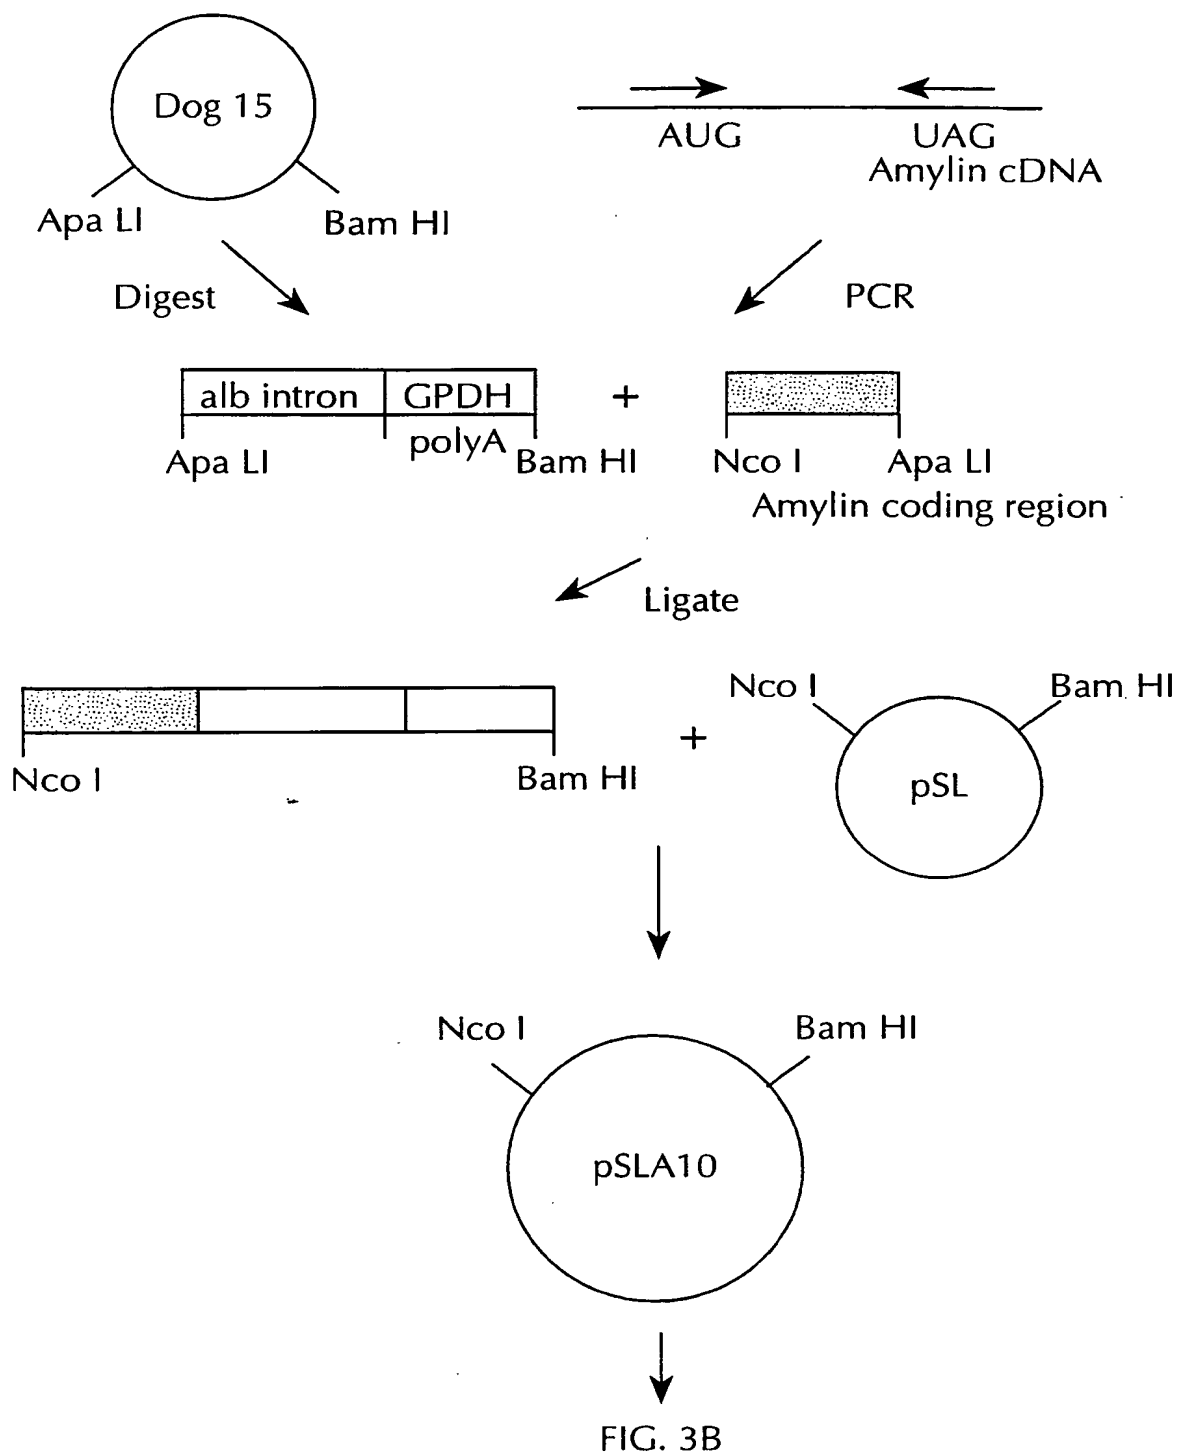 Dog 15
AUG
UAG
Amylin cDNA
Apa LI
Bam HI
Digest
PCR
alb intron
GPDH
polyA
+
Apa LI
Bam HI
Nco I
Apa LI
Amylin coding region
Ligate
Nco I
Bam HI
+
Nco I
Bam HI
pSL
Nco I
Bam HI
pSLA10
FIG. 3B